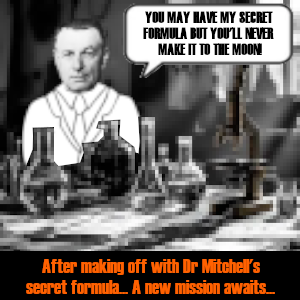 YOU MAY HAVE MY SECRET
FORMULA BUT YOU'LL NEVER
MAKE IT TO THE MOON!
After making off with Dr Mitchell's
secret formula... A new mission awaits...